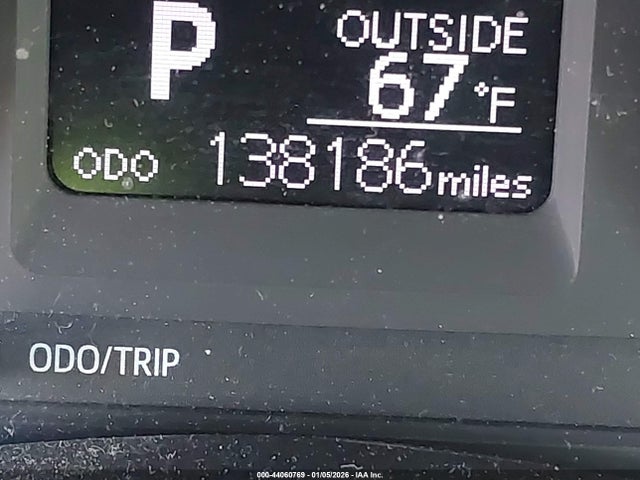 P
OUTSIDE
67°F
ODO 138186 miles
ODO/TRIP
000-44060769 - 01/05/2026 - IAA Inc.